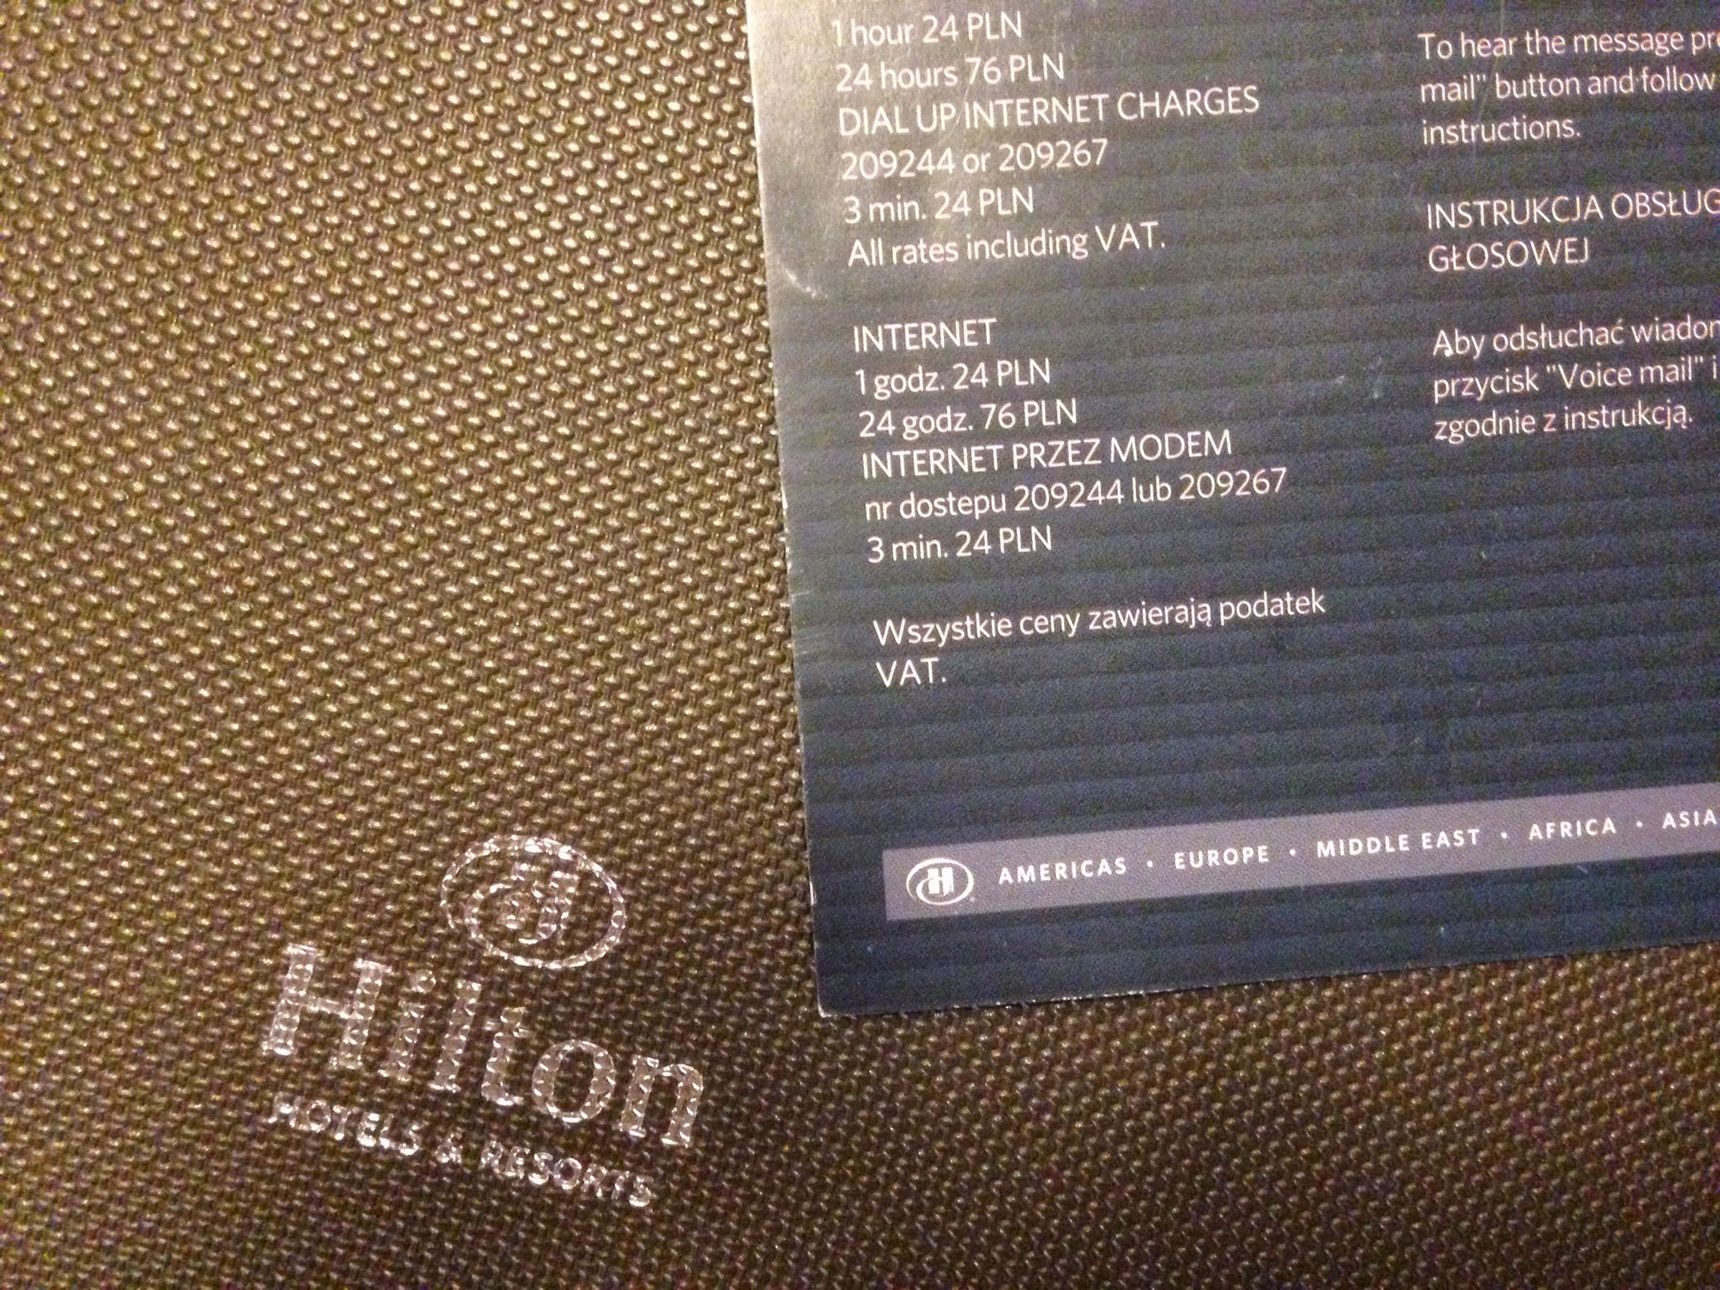 1 hour 24 PLN
24 hours 76 PLN
DIAL UP INTERNET CHARGES
209244 or 209267
3 min. 24 PLN
All rates including VAT.
INTERNET
1 godz. 24 PLN
24 godz. 76 PLN
INTERNET PRZEZ MODEM
nr dostepu 209244 lub 209267
3 min. 24 PLN
Wszystkie ceny zawierają podatek
VAT.
To hear the message
mail" button and follow
instructions.
INSTRUKCJA
GŁOSOWEJ
Aby odsłuchać
przycisk "Voice mail" i
zgodnie z instrukcją.
H AMERICAS • EUROPE • MIDDLE EAST • AFRICA • ASIA
H
Hilton
HOTELS & RESORTS